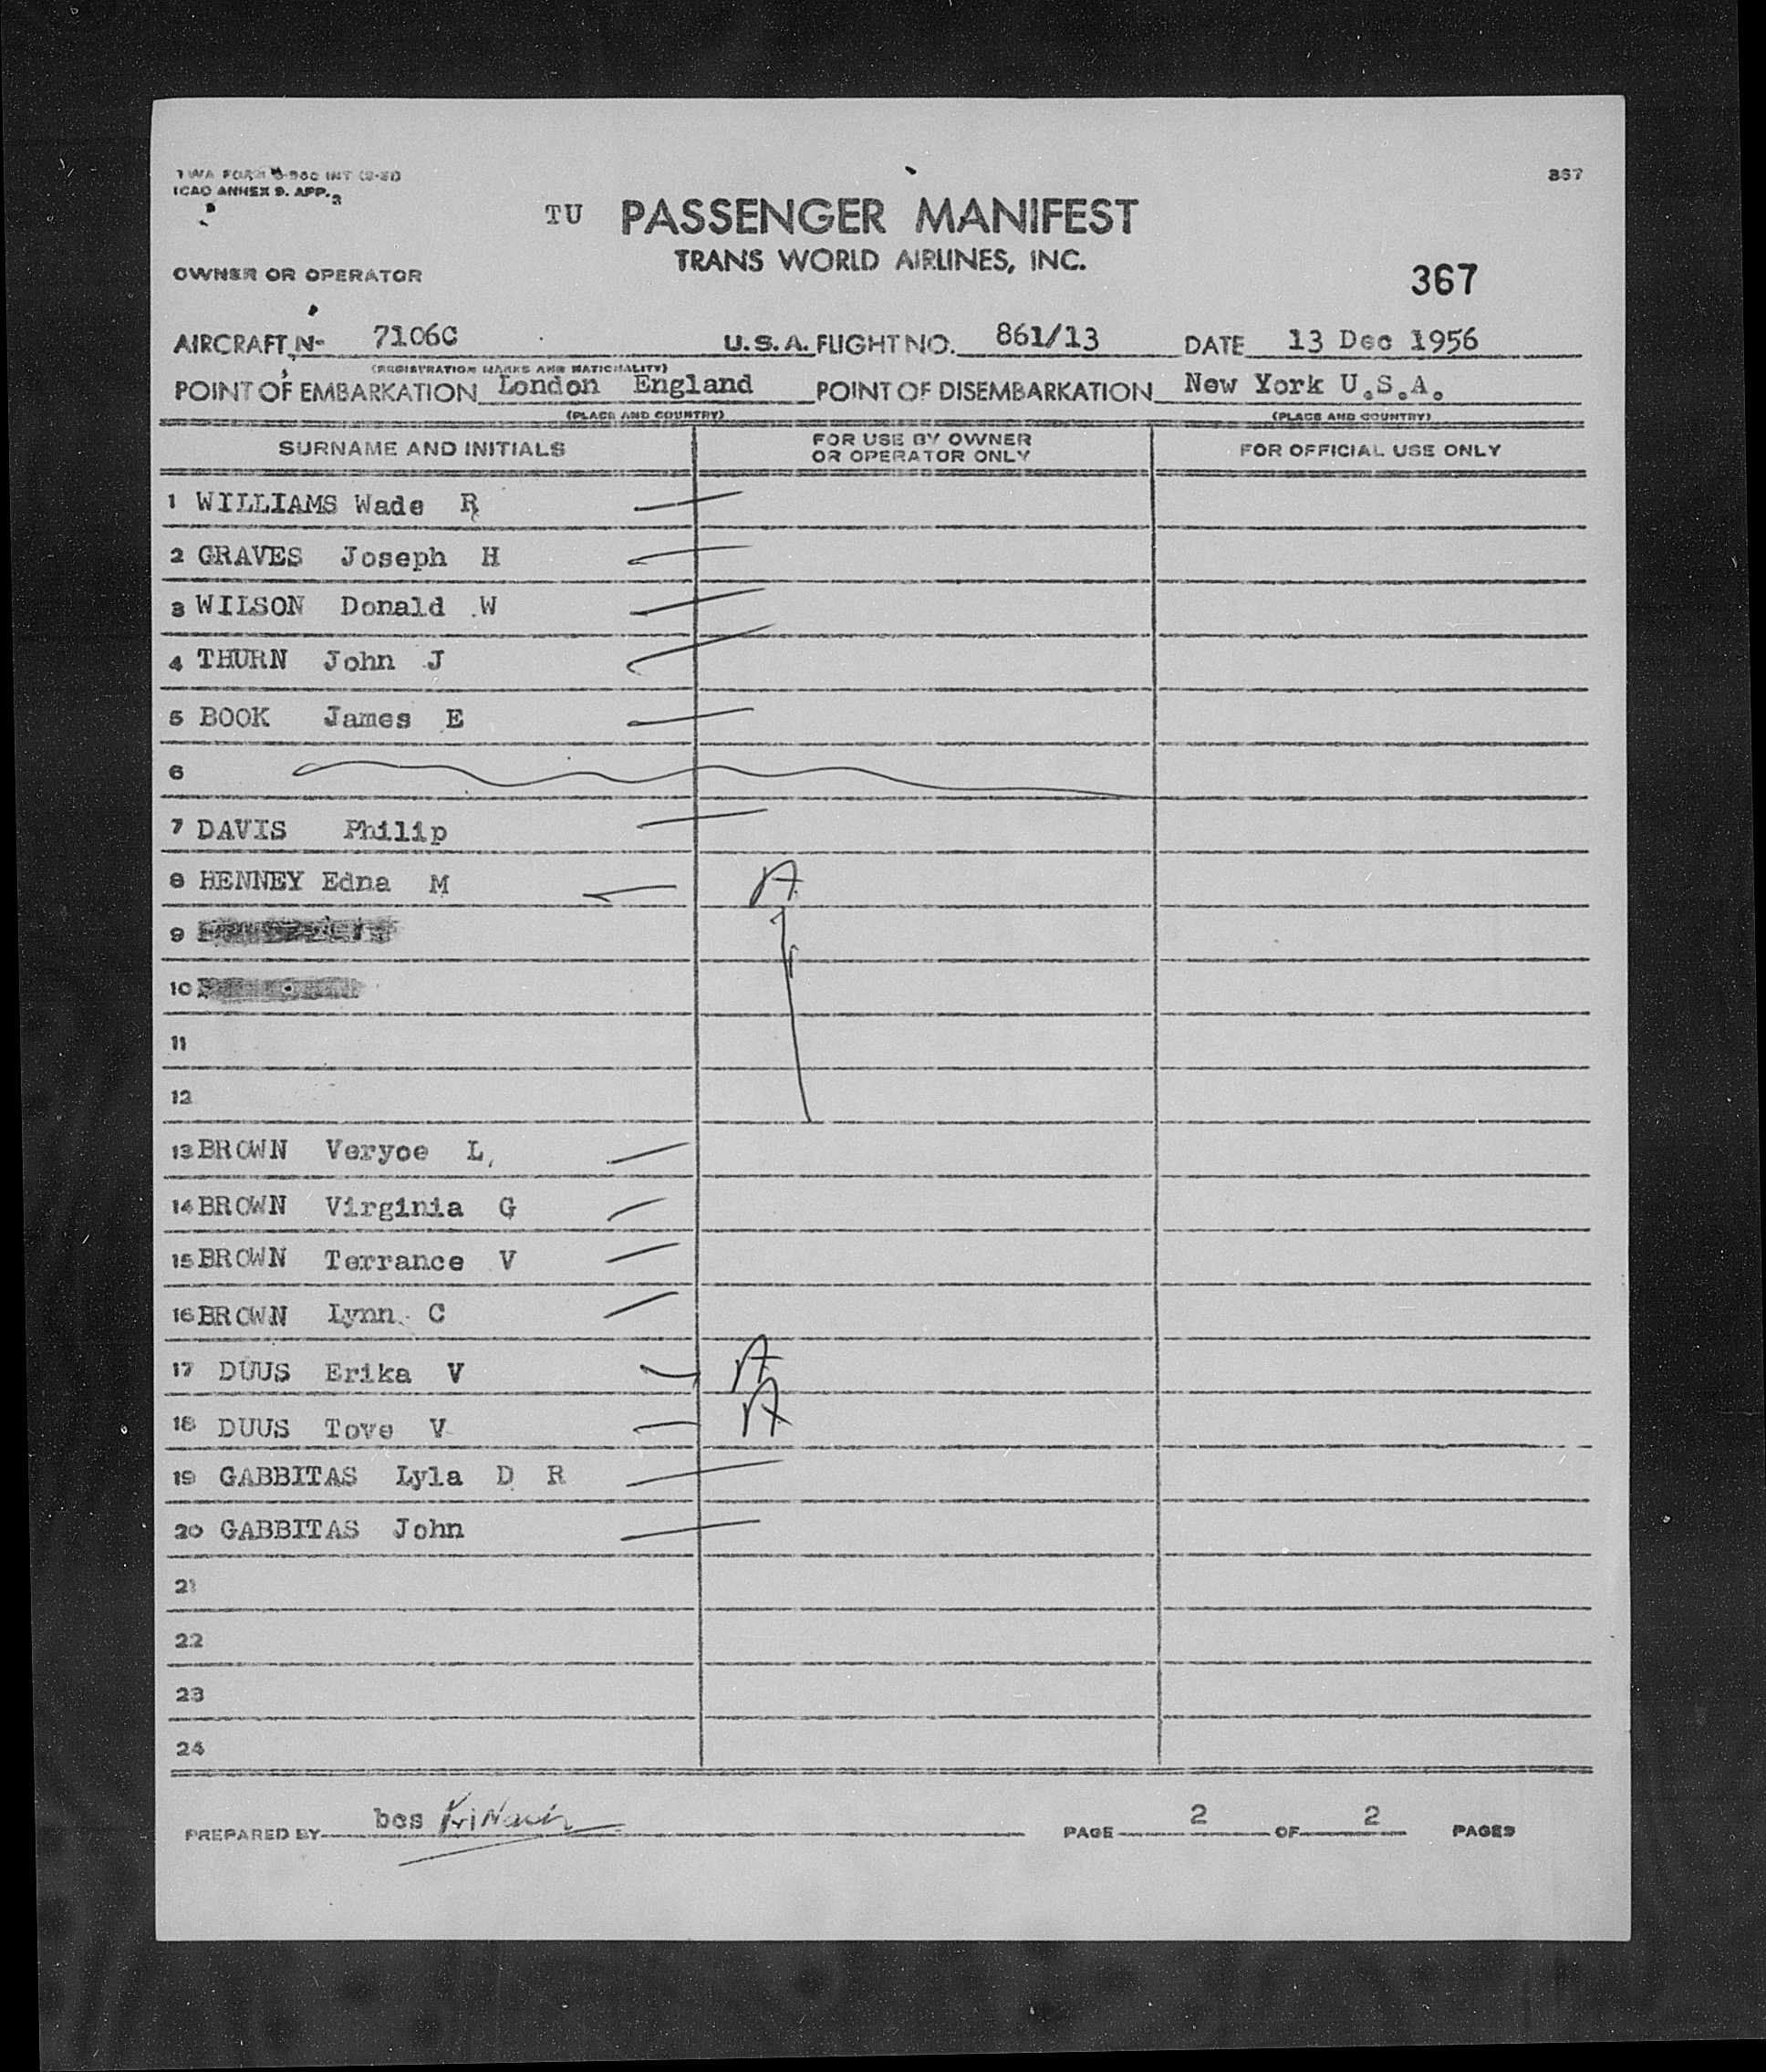 TWA FORM INT
ICAO ANNEX 9. APP. 2
367
TU PASSENGER MANIFEST
TRANS WORLD AIRLINES, INC.
OWNER OR OPERATOR
367
AIRCRAFT N- 7106C U.S.A. FLIGHT NO. 861/13 DATE 13 Dec 1956
(REGISTRATION MARKS AND NATIONALITY)
POINT OF EMBARKATION London England POINT OF DISEMBARKATION New York U.S.A.
(PLACE AND COUNTRY) (PLACE AND COUNTRY)
SURNAME AND INITIALS FOR USE BY OWNER OR OPERATOR ONLY FOR OFFICIAL USE ONLY
1 WILLIAMS Wade R
2 GRAVES Joseph H
3 WILSON Donald W
4 THURN John J
5 BOOK James E
6
7 DAVIS Philip
8 HENNEY Edna M A
9
10
11
12
13 BROWN Veryce L
14 BROWN Virginia G
15 BROWN Terrance V
16 BROWN Lynn C
17 DUUS Erika V A
18 DUUS Tove V A
19 GABBITAS Lyla D R
20 GABBITAS John
21
22
23
24
PREPARED BY bcs PAGE 2 OF 2 PAGES